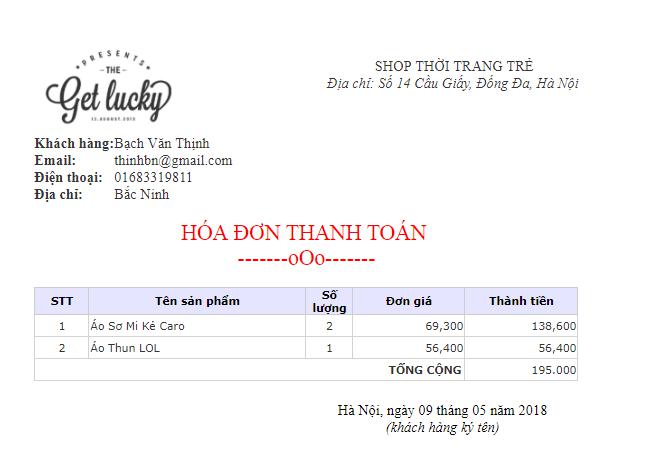 PRESENTS
THE
Get lucky
12.AUGUST.2012
SHOP THỜI TRANG TRẺ
Địa chỉ: Số 14 Cầu Giấy, Đống Đa, Hà Nội
Khách hàng:Bạch Văn Thịnh
Email: thinhbn@gmail.com
Điện thoại: 01683319811
Địa chỉ: Bắc Ninh
HÓA ĐƠN THANH TOÁN
-------oOo-------
STT Tên sản phẩm Số lượng Đơn giá Thành tiền
1 Áo Sơ Mi Kẻ Caro 2 69,300 138,600
2 Áo Thun LOL 1 56,400 56,400
TỔNG CỘNG 195.000
Hà Nội, ngày 09 tháng 05 năm 2018
(khách hàng ký tên)